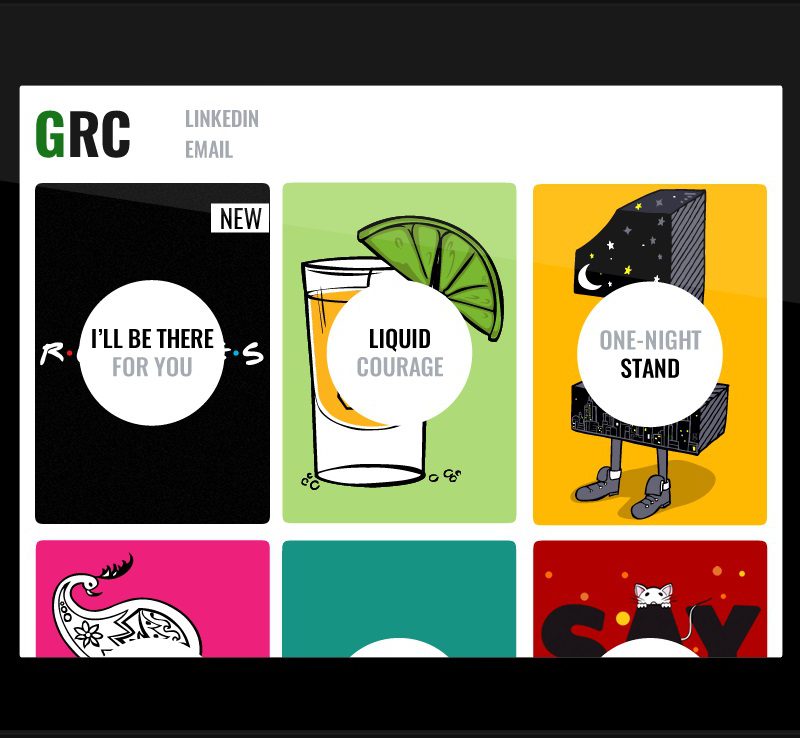 GRC
LINKEDIN
EMAIL
NEW
I'LL BE THERE
FOR YOU
LIQUID
COURAGE
ONE-NIGHT
STAND
SAY